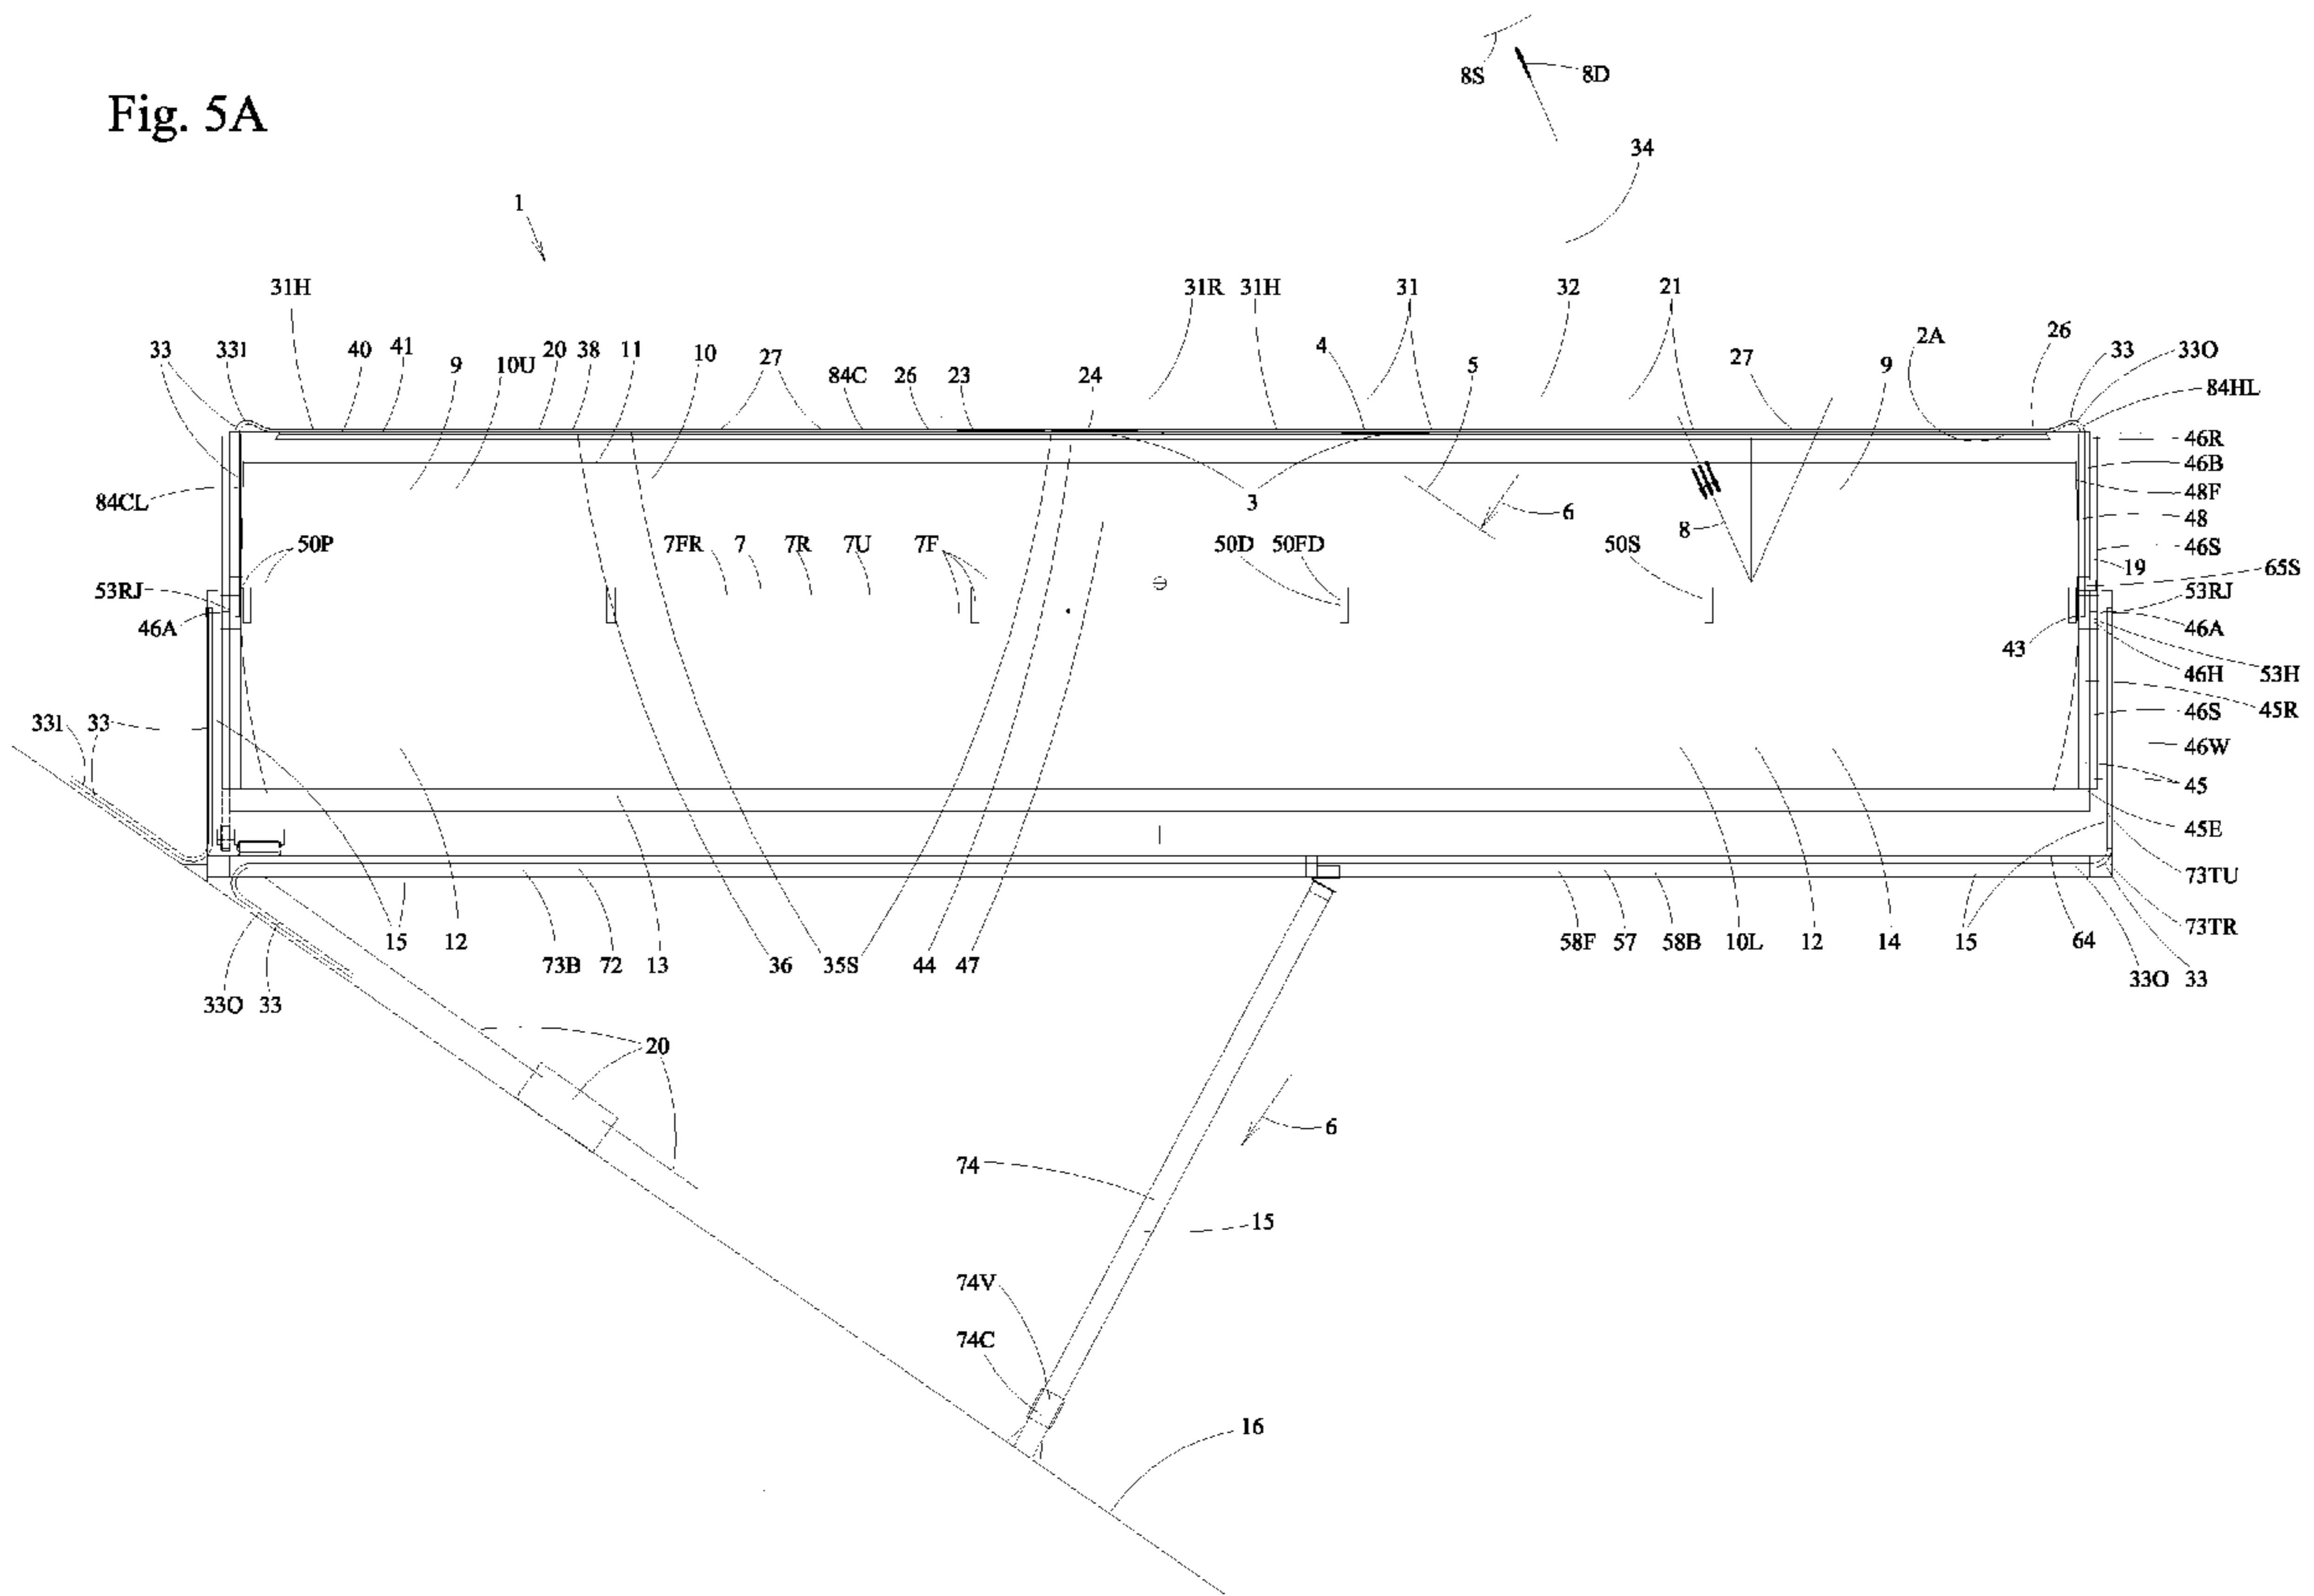 8S 8D
Fig. 5A
34
1
31H 31R 31H 31 32 21
33 33I 40 41 9 10U 20 38 11 10 27 84C 26 23 24 4 5 27 9 2A 26 33 33O
84HL
46R
46B
84CL 3 48F
6 8 48
50P 7FR 7 7R 7U 7F 50D 50FD 50S 46S
19 65S
53RJ 53RJ
46A 46A
43 46H 53H
33I 33 46S 45R
46W
45
45E
73TU
73TR
15 12 73B 72 13 36 35S 44 47 58F 57 58B 10L 12 14 15 64
33O 33 33O 33
20
6
74
15
74V
74C
16